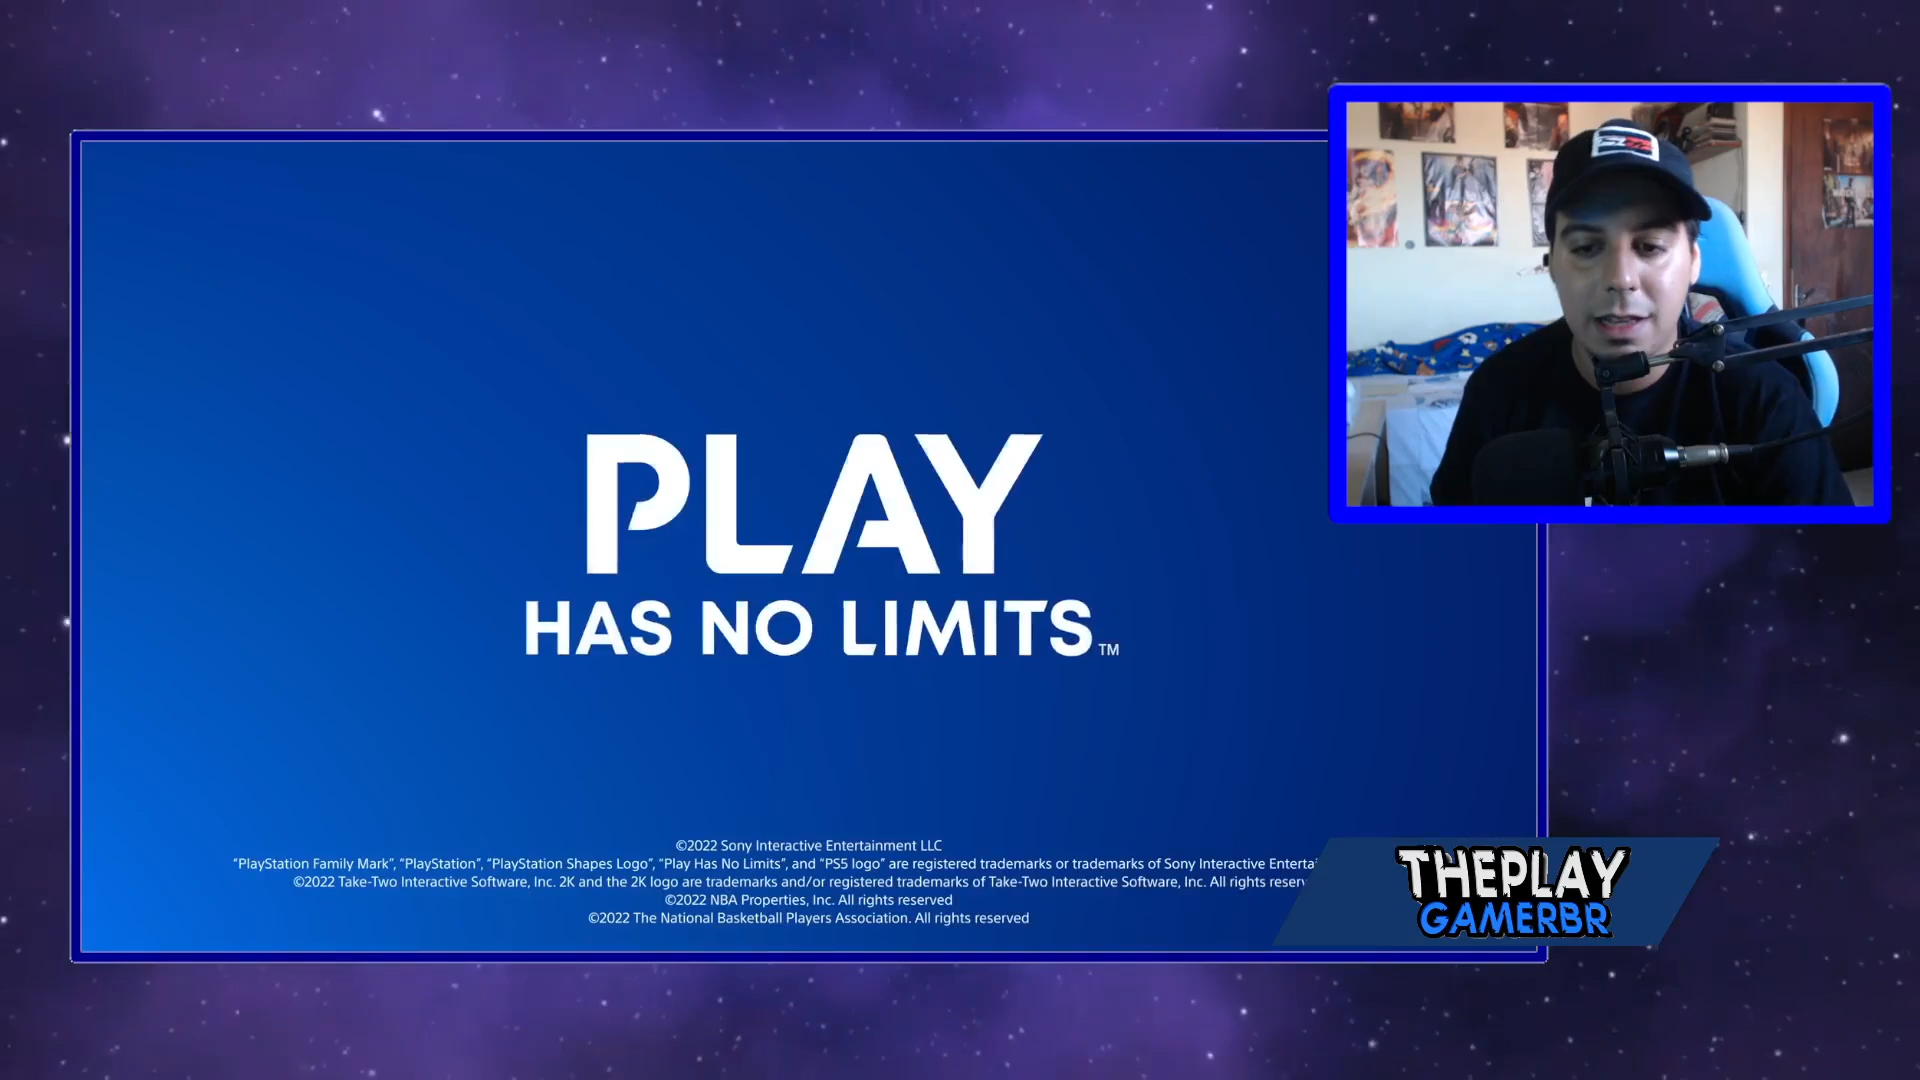 PLAY
HAS NO LIMITS™
©2022 Sony Interactive Entertainment LLC
“PlayStation Family Mark”, “PlayStation”, “PlayStation Shapes Logo”, “Play Has No Limits”, and “PS5 logo” are registered trademarks or trademarks of Sony Interactive
©2022 Take-Two Interactive Software, Inc. 2K and the 2K logo are trademarks and/or registered trademarks of Take-Two Interactive Software, Inc. All rights
©2022 NBA Properties, Inc. All rights reserved
©2022 The National Basketball Players Association. All rights reserved
THEPLAY
GAMERBR